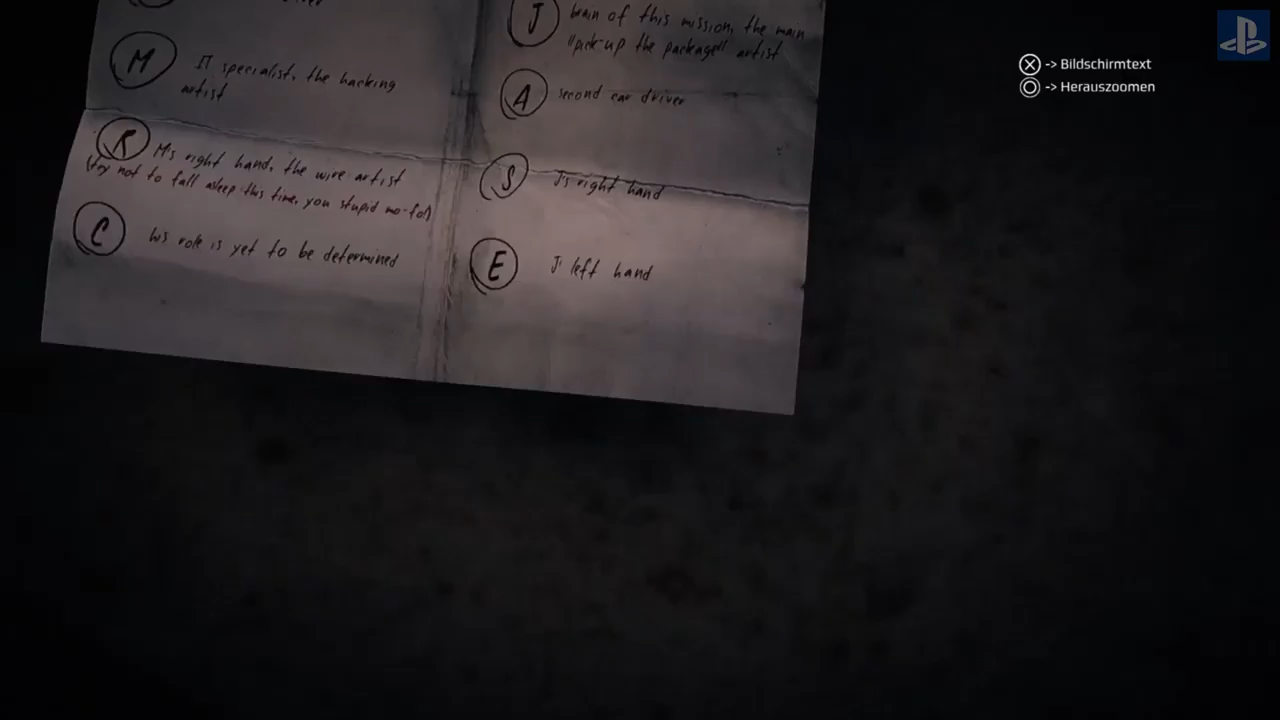 M
IT specialist, the hacking
artist
R
M's right hand, the wire artist
(try not to fall asleep this time, you stupid mo-fo!)
C
his role is yet to be determined
J
brain of this mission, the main
"pick-up the package" artist
A
second car driver
S
J's right hand
E
J' left hand
X -> Bildschirmtext
O -> Herauszoomen